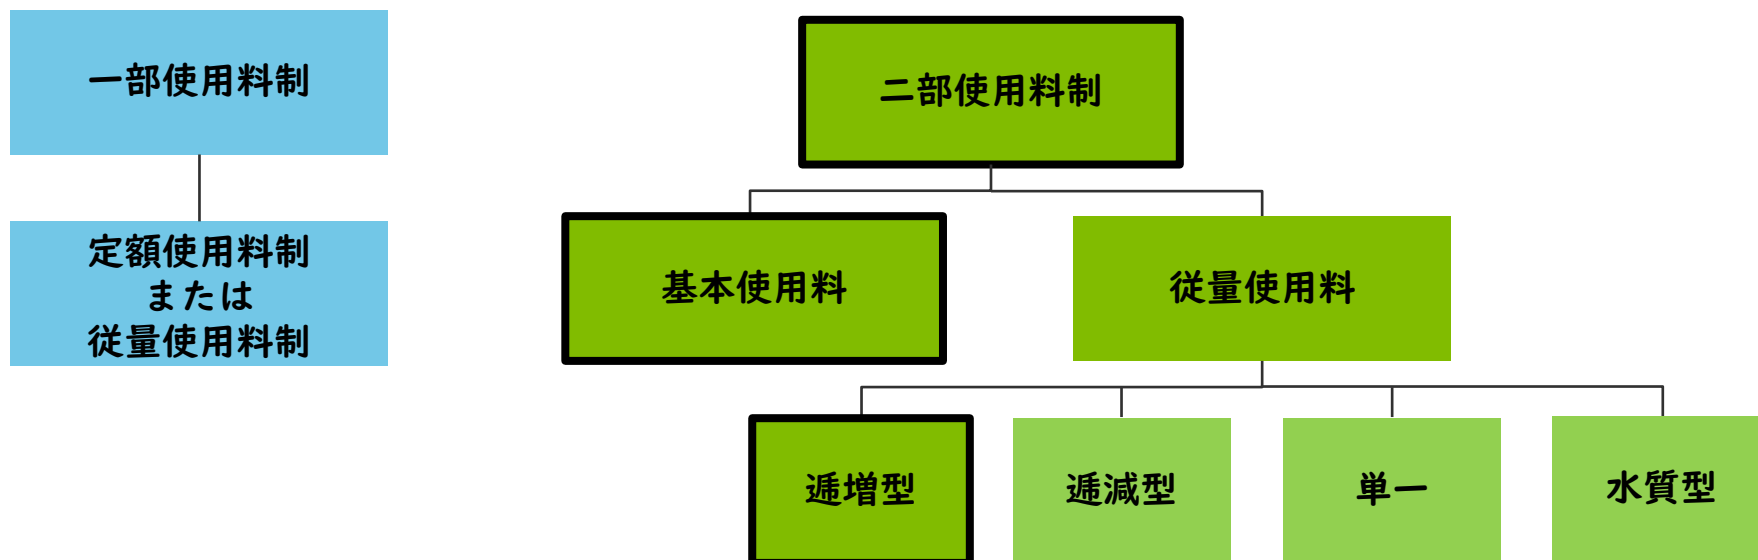 一部使用料制
二部使用料制
定額使用料制
または
従量使用料制
基本使用料
従量使用料
逓増型
逓減型
単一
水質型